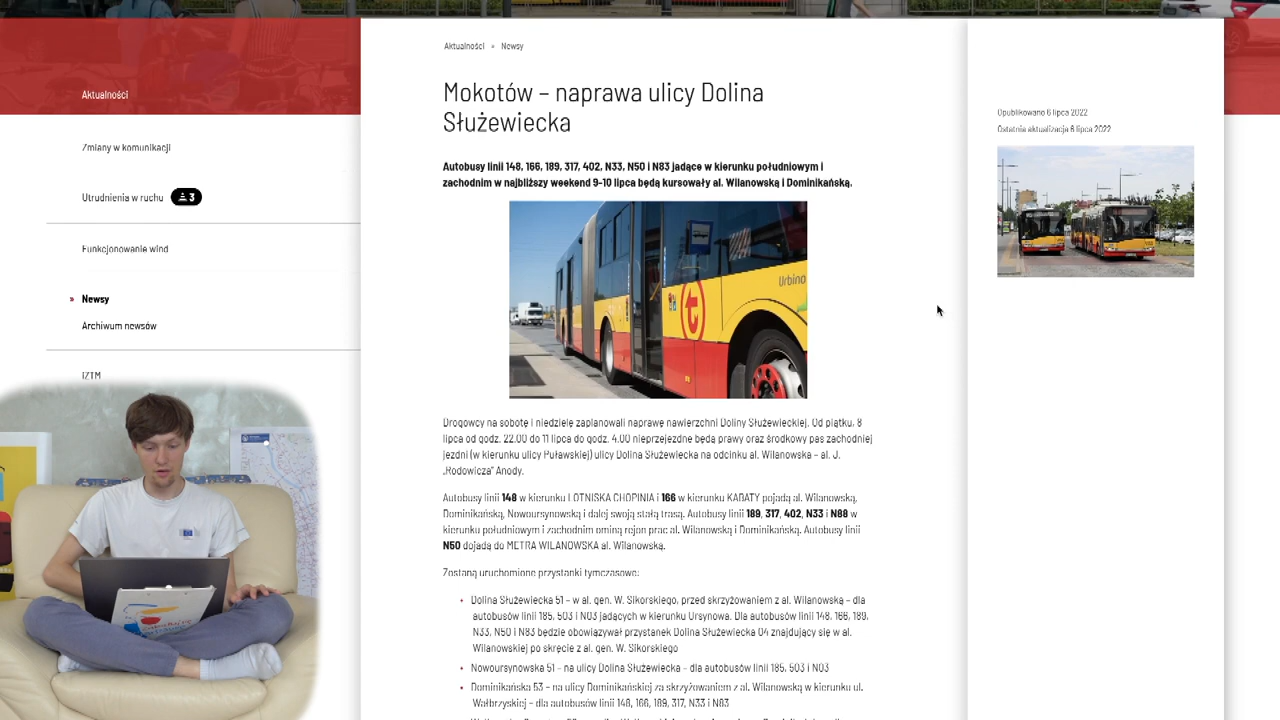 Aktualności
Zmiany w komunikacji
Utrudnienia w ruchu 3
Funkcjonowanie wind
» Newsy
Archiwum newsów
iZTM
Aktualności » Newsy
Mokotów – naprawa ulicy Dolina
Służewiecka
Autobusy linii 148, 166, 189, 317, 402, N33, N50 i N83 jadące w kierunku południowym i
zachodnim w najbliższy weekend 9-10 lipca będą kursowały al. Wilanowską i Dominikańską.
Urbino
Drogowcy na sobotę i niedzielę zaplanowali naprawę nawierzchni Doliny Służewieckiej. Od piątku, 8
lipca od godz. 22.00 do 11 lipca do godz. 4.00 nieprzejezdne będą prawy oraz środkowy pas zachodniej
jezdni (w kierunku ulicy Puławskiej) ulicy Dolina Służewiecka na odcinku al. Wilanowska – al. J.
„Rodowicza" Anody.
Autobusy linii 148 w kierunku LOTNISKA CHOPINA i 166 w kierunku KABATY pojadą al. Wilanowską,
Dominikańską, Nowoursynowską i dalej swoją stałą trasą. Autobusy linii 189, 317, 402, N33 i N88 w
kierunku południowym i zachodnim ominą rejon prac al. Wilanowską i Dominikańską. Autobusy linii
N50 dojadą do METRA WILANOWSKA al. Wilanowską.
Zostaną uruchomione przystanki tymczasowe:
• Dolina Służewiecka 51 – w al. gen. W. Sikorskiego, przed skrzyżowaniem z al. Wilanowską – dla
autobusów linii 185, 503 i N03 jadących w kierunku Ursynowa. Dla autobusów linii 148, 166, 189,
N33, N50 i N83 będzie obowiązywał przystanek Dolina Służewiecka 04 znajdujący się w al.
Wilanowskiej po skręcie z al. gen. W. Sikorskiego
• Nowoursynowska 51 – na ulicy Dolina Służewiecka – dla autobusów linii 185, 503 i N03
• Dominikańska 53 – na ulicy Dominikańskiej za skrzyżowaniem z al. Wilanowską w kierunku ul.
Wałbrzyskiej – dla autobusów linii 148, 166, 189, 317, N33 i N83
Opublikowano 6 lipca 2022
Ostatnia aktualizacja 6 lipca 2022